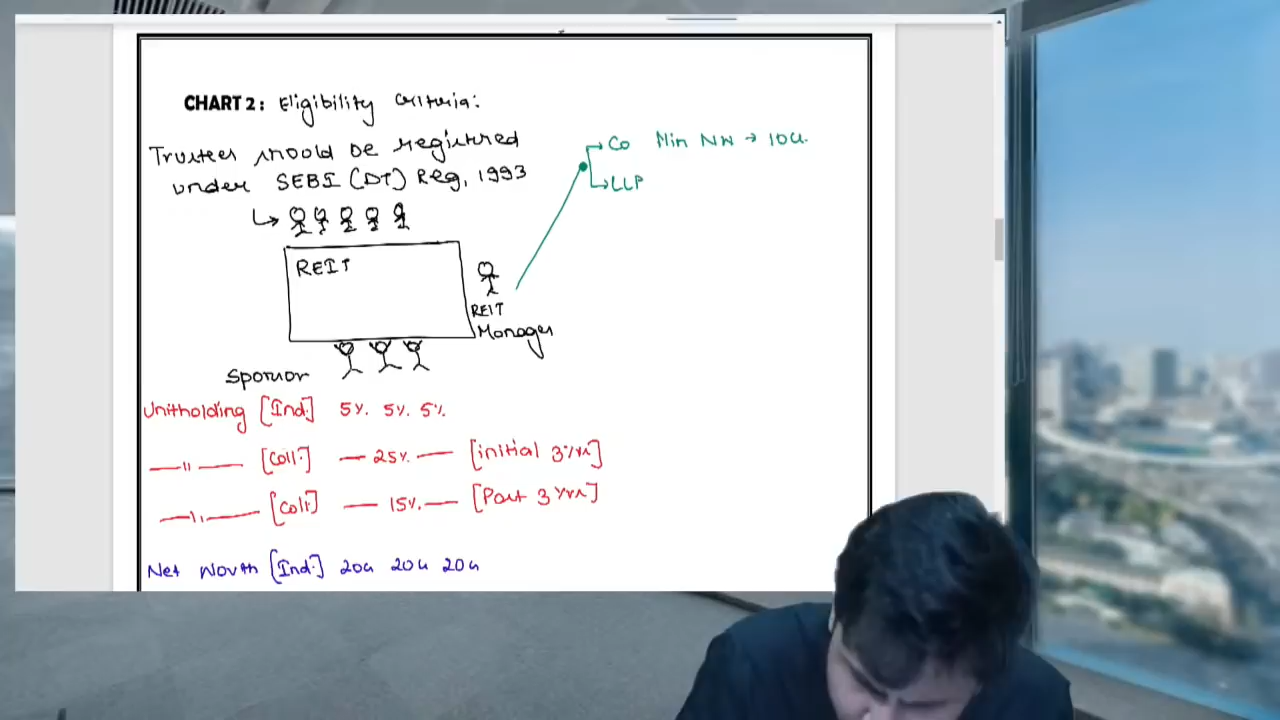 CHART 2: Eligibility criteria:
Trustees should be registered
under SEBI (DT) Reg, 1993
Co Min NW → 10cr.
LLP
REIT
REIT
Manager
Sponsor
Unitholding [Ind.] 5%. 5%. 5%.
—"— [Coll.] — 25%. — [initial 3 Yrs]
—"— [Coll.] — 15%. — [Post 3 Yrs]
Net Worth [Ind.] 20cr 20cr 20cr